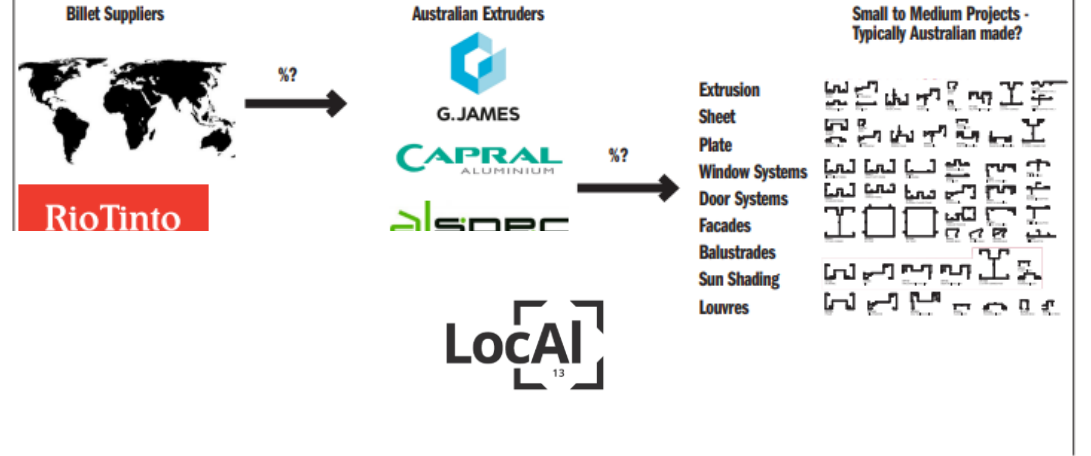 Billet Suppliers
Australian Extruders
Small to Medium Projects -
Typically Australian made?
%?
G.JAMES
CAPRAL
ALUMINIUM
%?
RioTinto
alspec
Extrusion
Sheet
Plate
Window Systems
Door Systems
Facades
Balustrades
Sun Shading
Louvres
LocAl
13